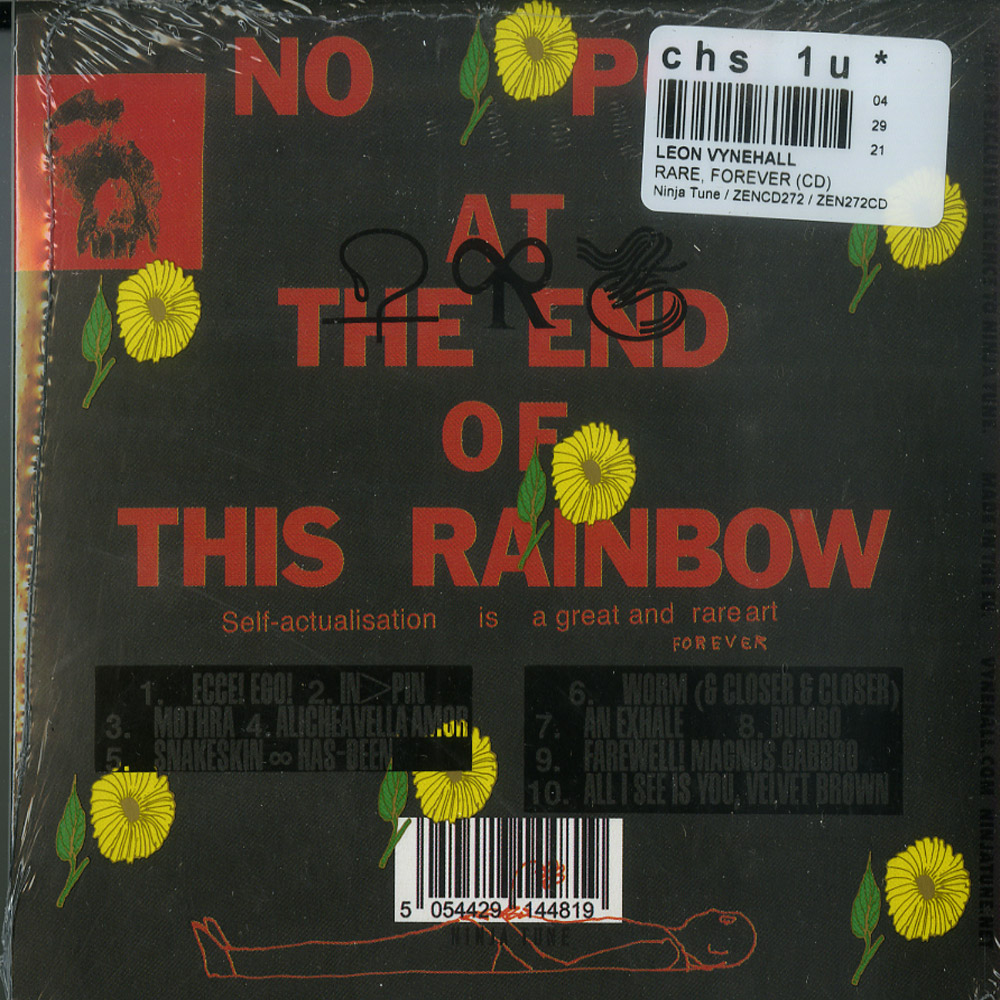 NO
chs 1u *
04
29
21
LEON VYNEHALL
RARE, FOREVER (CD)
Ninja Tune / ZENCD272 / ZEN272CD
AT
THE END
OF
THIS RAINBOW
Self-actualisation is a great and rare art
FOREVER
1. ECCE! EGO! 2. IN > PIN
3. MOTHRA 4. ALICHEAVELLA AMOR
5. SNAKESKIN ∞ HAS-BEEN
6. WORM (& CLOSER & CLOSER)
7. AN EXHALE 8. DUMBO
9. FAREWELL! MAGNUS GABBRO
10. ALL I SEE IS YOU, VELVET BROWN
5 054429 144819
NINJA TUNE